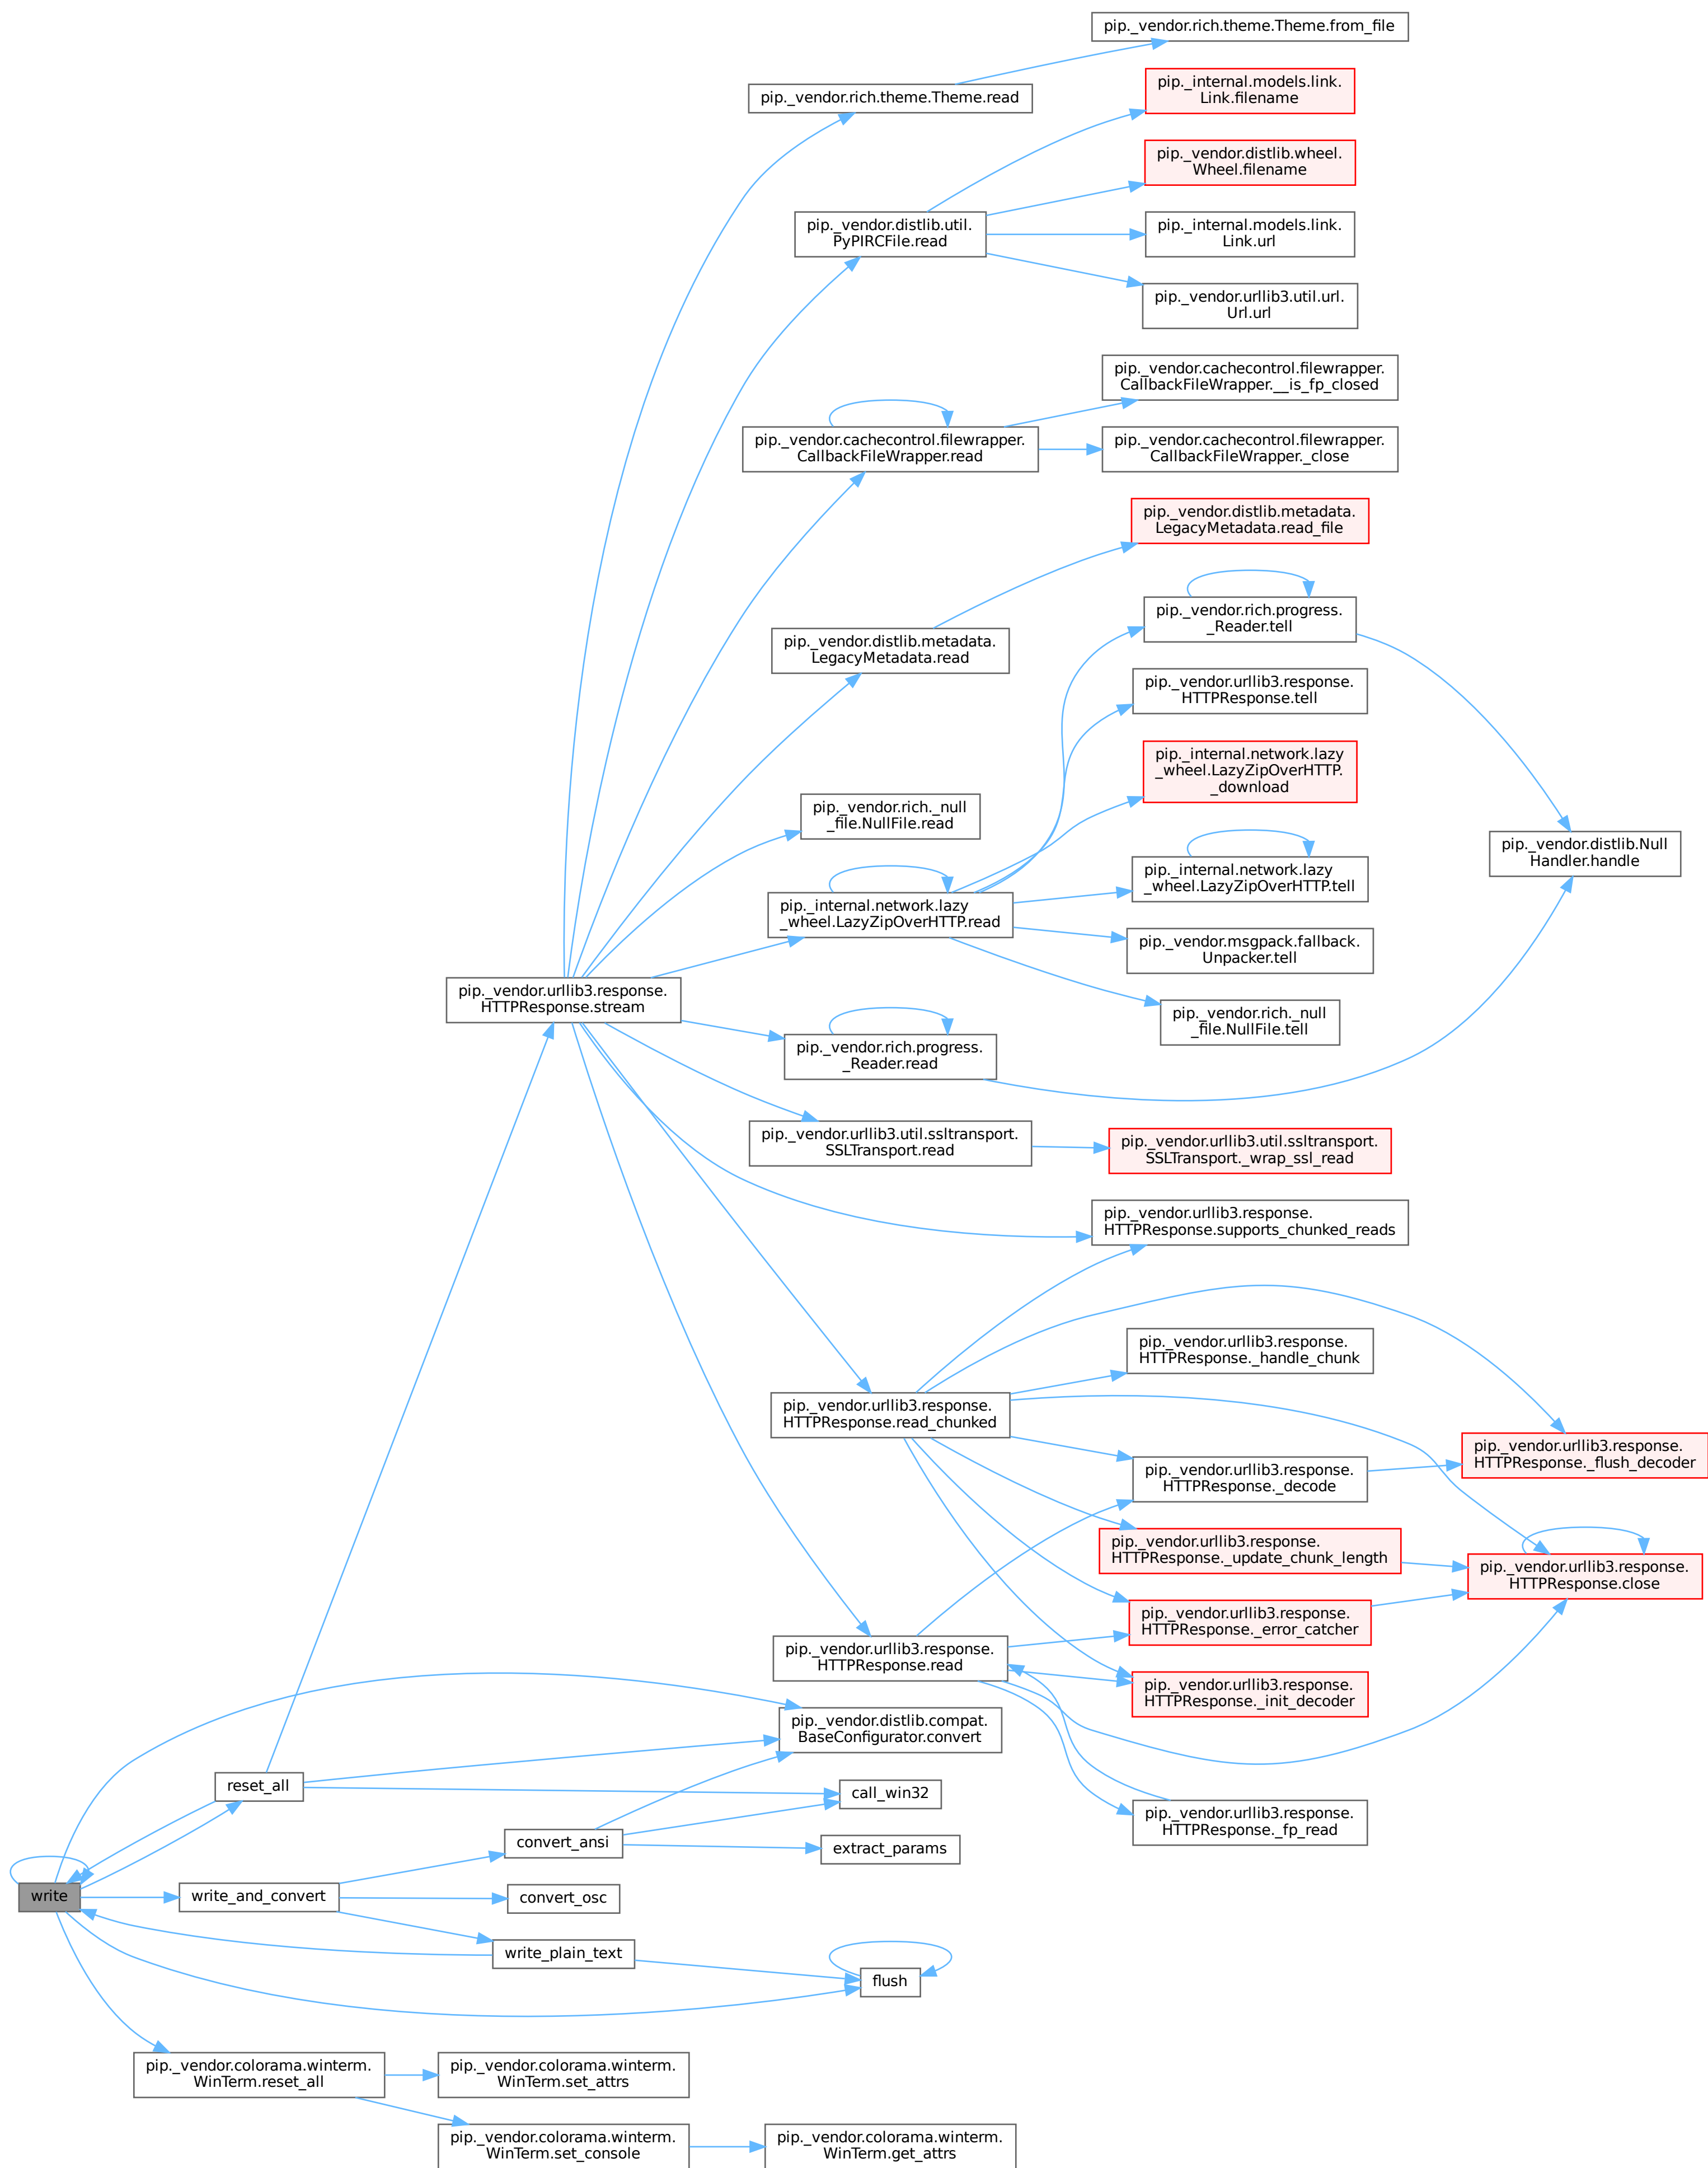 pip._vendor.rich.theme.Theme.from_file
pip._internal.models.link.
Link.filename
pip._vendor.rich.theme.Theme.read
pip._vendor.distlib.wheel.
Wheel.filename
pip._vendor.distlib.util.
PyPIRCFile.read
pip._internal.models.link.
Link.url
pip._vendor.urllib3.util.url.
Url.url
pip._vendor.cachecontrol.filewrapper.
CallbackFileWrapper.__is_fp_closed
pip._vendor.cachecontrol.filewrapper.
CallbackFileWrapper.read
pip._vendor.cachecontrol.filewrapper.
CallbackFileWrapper._close
pip._vendor.distlib.metadata.
LegacyMetadata.read_file
pip._vendor.rich.progress.
_Reader.tell
pip._vendor.distlib.metadata.
LegacyMetadata.read
pip._vendor.urllib3.response.
HTTPResponse.tell
pip._internal.network.lazy
_wheel.LazyZipOverHTTP.
_download
pip._vendor.rich._null
_file.NullFile.read
pip._vendor.distlib.Null
Handler.handle
pip._internal.network.lazy
_wheel.LazyZipOverHTTP.tell
pip._internal.network.lazy
_wheel.LazyZipOverHTTP.read
pip._vendor.msgpack.fallback.
Unpacker.tell
pip._vendor.urllib3.response.
HTTPResponse.stream
pip._vendor.rich._null
_file.NullFile.tell
pip._vendor.rich.progress.
_Reader.read
pip._vendor.urllib3.util.ssltransport.
SSLTransport.read
pip._vendor.urllib3.util.ssltransport.
SSLTransport._wrap_ssl_read
pip._vendor.urllib3.response.
HTTPResponse.supports_chunked_reads
pip._vendor.urllib3.response.
HTTPResponse._handle_chunk
pip._vendor.urllib3.response.
HTTPResponse.read_chunked
pip._vendor.urllib3.response.
HTTPResponse._flush_decoder
pip._vendor.urllib3.response.
HTTPResponse._decode
pip._vendor.urllib3.response.
HTTPResponse._update_chunk_length
pip._vendor.urllib3.response.
HTTPResponse.close
pip._vendor.urllib3.response.
HTTPResponse._error_catcher
pip._vendor.urllib3.response.
HTTPResponse.read
pip._vendor.urllib3.response.
HTTPResponse._init_decoder
pip._vendor.distlib.compat.
BaseConfigurator.convert
reset_all
call_win32
pip._vendor.urllib3.response.
HTTPResponse._fp_read
convert_ansi
extract_params
write
write_and_convert
convert_osc
write_plain_text
flush
pip._vendor.colorama.winterm.
WinTerm.reset_all
pip._vendor.colorama.winterm.
WinTerm.set_attrs
pip._vendor.colorama.winterm.
WinTerm.set_console
pip._vendor.colorama.winterm.
WinTerm.get_attrs